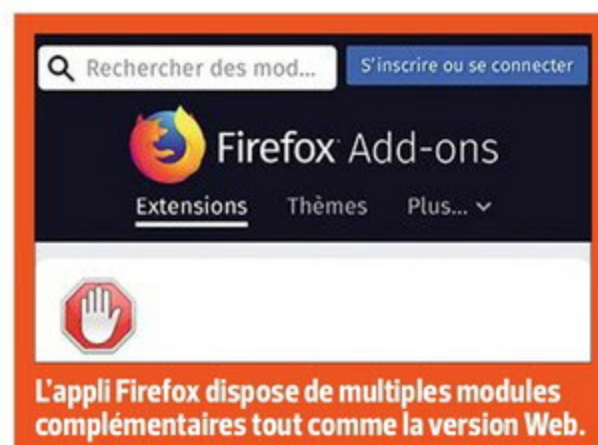 Rechercher des mod...
S'inscrire ou se connecter
Firefox Add-ons
Extensions Thèmes Plus...
L'appli Firefox dispose de multiples modules
complémentaires tout comme la version Web.